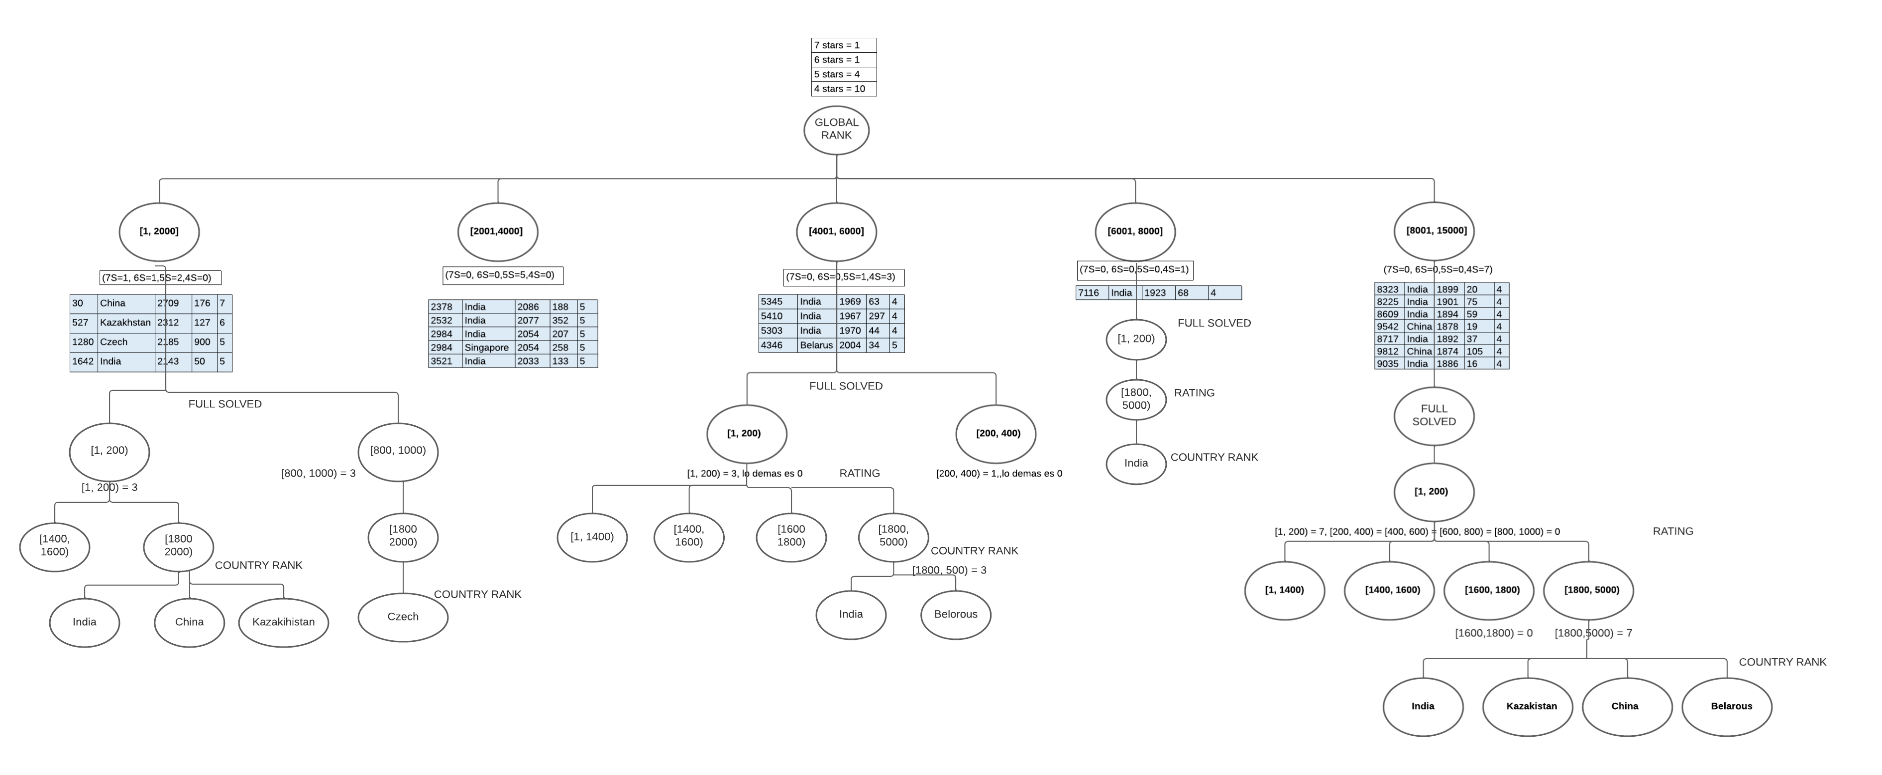 7 stars = 1
6 stars = 1
5 stars = 4
4 stars = 10
GLOBAL
RANK
[1, 2000]
[2001,4000]
[4001, 6000]
[6001, 8000]
[8001, 15000]
(7S=1, 6S=1,5S=2,4S=0)
30 China 2709 176 7
527 Kazakhstan 2312 127 6
1280 Czech 2185 900 5
1642 India 2143 50 5
(7S=0, 6S=0,5S=5,4S=0)
2378 India 2086 188 5
2532 India 2077 352 5
2984 India 2054 207 5
2984 Singapore 2054 258 5
3521 India 2033 133 5
(7S=0, 6S=0,5S=1,4S=3)
5345 India 1969 63 4
5410 India 1967 297 4
5303 India 1970 44 4
4346 Belarus 2004 34 5
(7S=0, 6S=0,5S=0,4S=1)
7116 India 1923 68 4
(7S=0, 6S=0,5S=0,4S=7)
8323 India 1899 20 4
8225 India 1901 75 4
8609 India 1894 59 4
9542 China 1878 19 4
8717 India 1892 37 4
9812 China 1874 105 4
9035 India 1886 16 4
FULL SOLVED
[1, 200)
[800, 1000)
[1, 200) = 3
[800, 1000) = 3
[1400,
1600)
[1800
2000)
[1800
2000)
COUNTRY RANK
India
China
Kazakihistan
COUNTRY RANK
Czech
FULL SOLVED
[1, 200)
[200, 400)
[1, 200) = 3, lo demas es 0
RATING
[200, 400) = 1,,lo demas es 0
[1, 1400)
[1400,
1600)
[1600
1800)
[1800,
5000)
COUNTRY RANK
[1800, 500) = 3
India
Belorous
FULL SOLVED
[1, 200)
[1800,
5000)
RATING
India
COUNTRY RANK
FULL
SOLVED
[1, 200)
[1, 200) = 7, [200, 400) = [400, 600) = [600, 800) = [800, 1000) = 0
RATING
[1, 1400)
[1400, 1600)
[1600, 1800)
[1800, 5000)
[1600,1800) = 0
[1800,5000) = 7
COUNTRY RANK
India
Kazakistan
China
Belarous